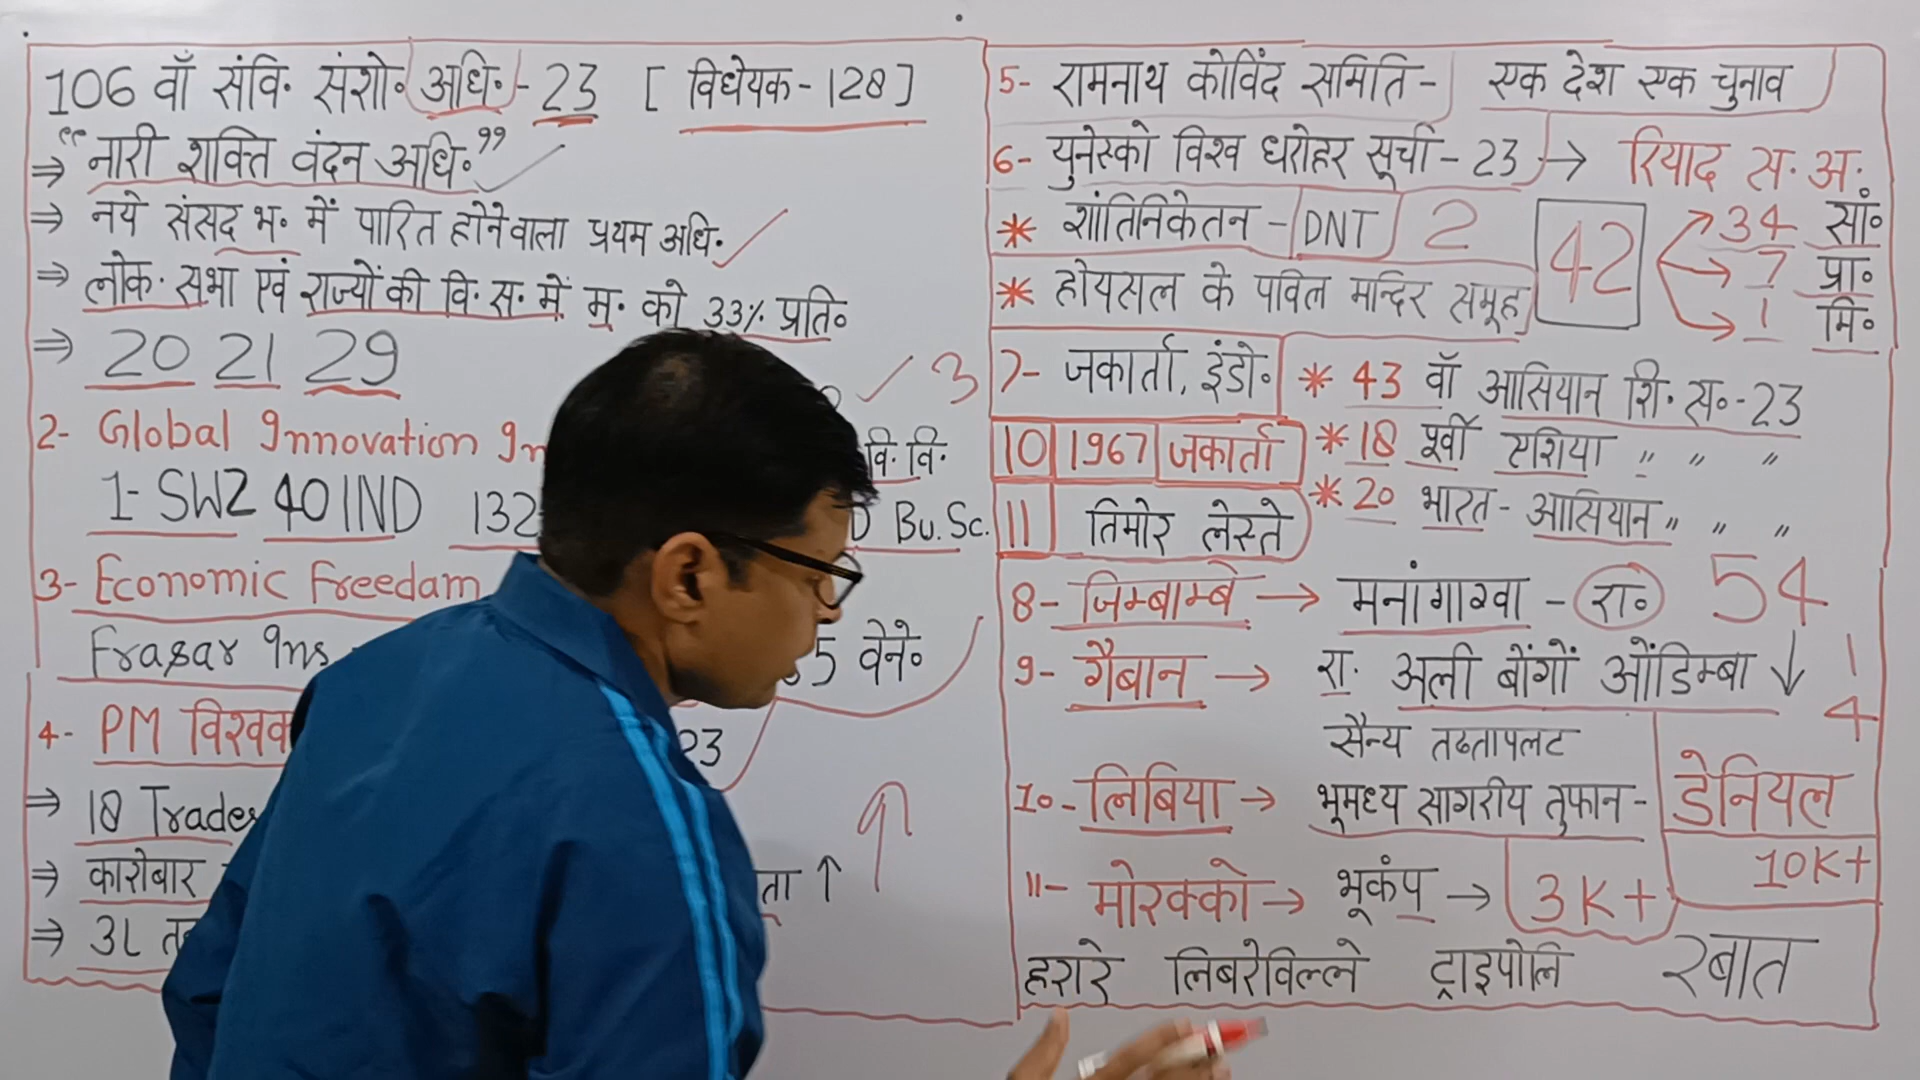 106 वाँ संवि. संशो. अधि. - 23 [ विधेयक - 128 ]
⇒ "नारी शक्ति वंदन अधि."
⇒ नये संसद भ. में पारित होने वाला प्रथम अधि.
⇒ लोक. सभा एवं राज्यों की वि. स. में म. को 33% प्रति.
⇒ 20 21 29
3
2- Global Innovation In
वि. वि.
1- SWZ 40 IND 132
D Bu. Sc.
3- Economic Freedam
Frasar Ins
5 वेने.
4- PM विश्वक
23
⇒ 18 Trades
⇒ कारोबार
ता ↑
⇒ 3L त
5- रामनाथ कोविंद समिति - एक देश एक चुनाव
6- युनेस्को विश्व धरोहर सूची - 23 → रियाद स. अ.
* शांतिनिकेतन - DNT 2
* होयसल के पवित्र मन्दिर समूह
42
34 सां.
7 प्रा.
1 मि.
7- जकार्ता, इंडो. * 43 वाँ आसियान शि. स. - 23
10 1967 जकार्ता * 18 पूर्वी एशिया " " "
11 तिमोर लेस्ते * 20 भारत - आसियान " " "
8- जिम्बाम्बे → मनांगाग्वा - रा. 54
9- गैबान → रा. अली बोंगों ओंडिम्बा ↓ 1
4
सैन्य तख्तापलट
10- लिबिया → भूमध्य सागरीय तुफान - डेनियल
10K+
11- मोरक्को → भूकंप → 3K+
हरारे लिबरेविल्ले ट्राइपोलि रबात